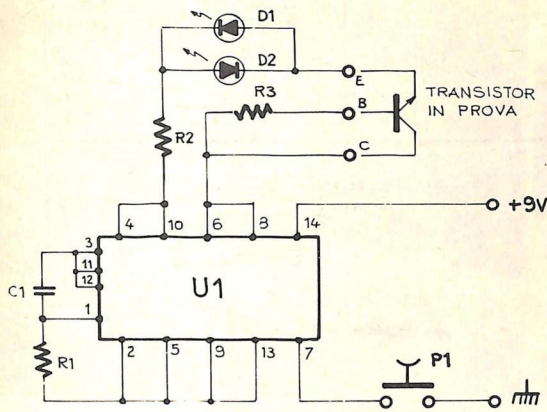 D1
D2
E
R3
B
TRANSISTOR
IN PROVA
R2
C
+9V
4 10 6 8 14
3
11
12
C1
U1
1
R1
2 5 9 13 7
P1